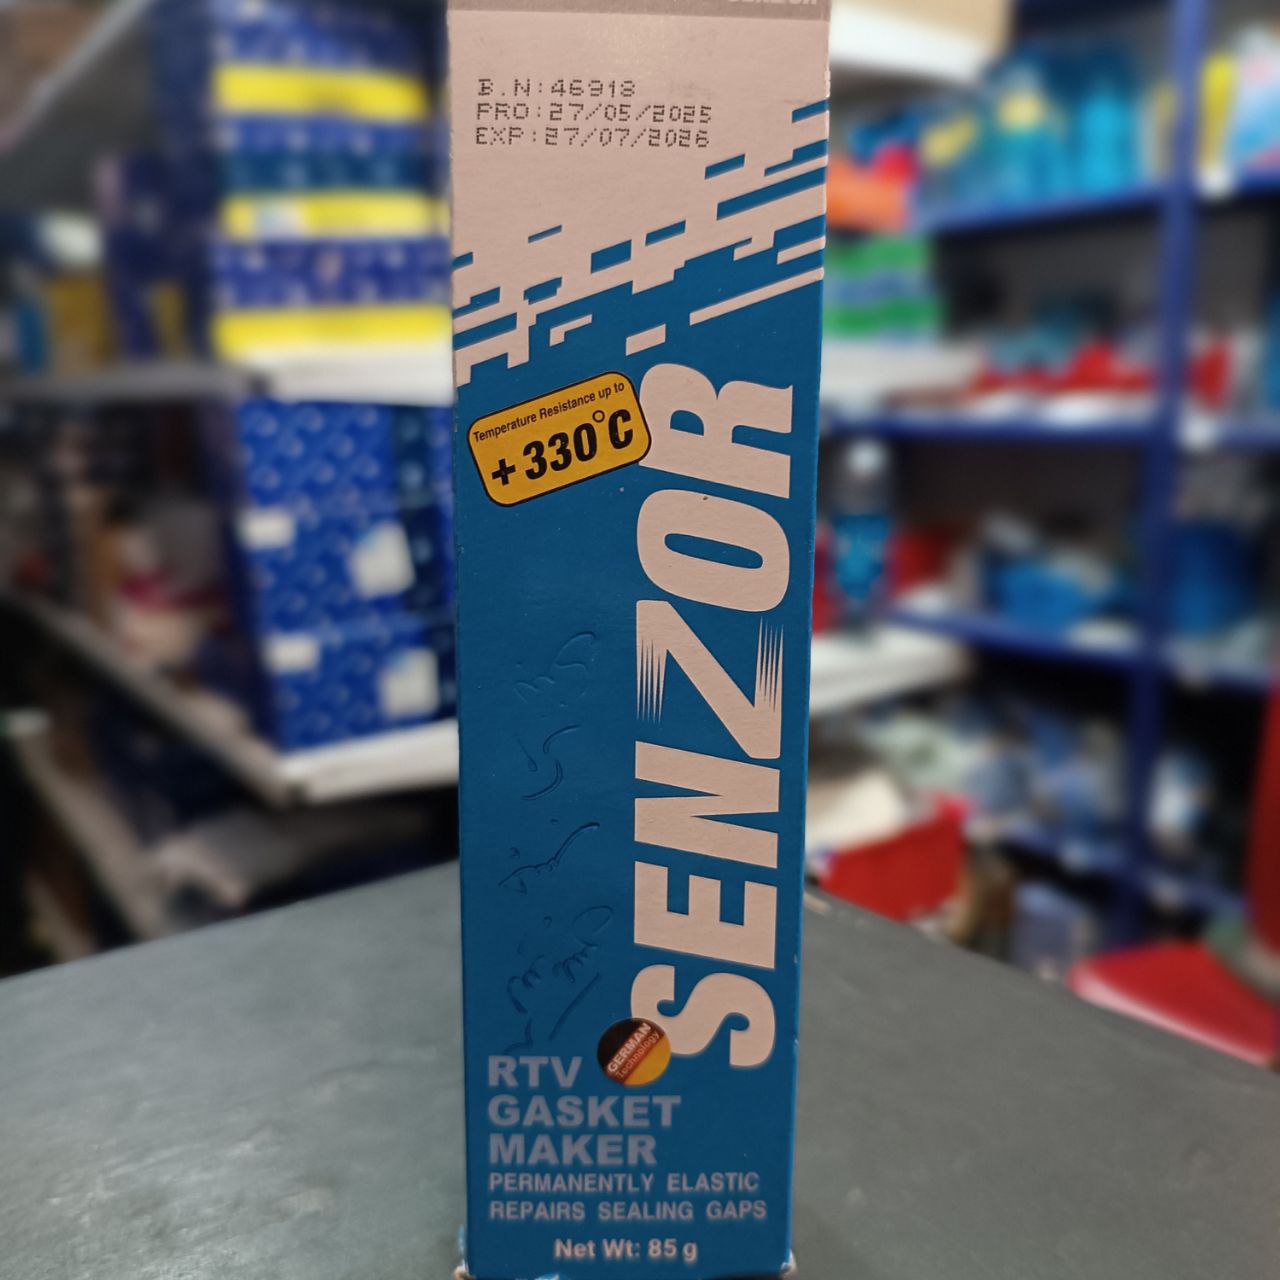 B.N:46918
PRO:27/05/2025
EXP:27/07/2026
Temperature Resistance up to
+330°C
SENZOR
GERMAN
Technology
RTV
GASKET
MAKER
PERMANENTLY ELASTIC
REPAIRS SEALING GAPS
Net Wt: 85 g